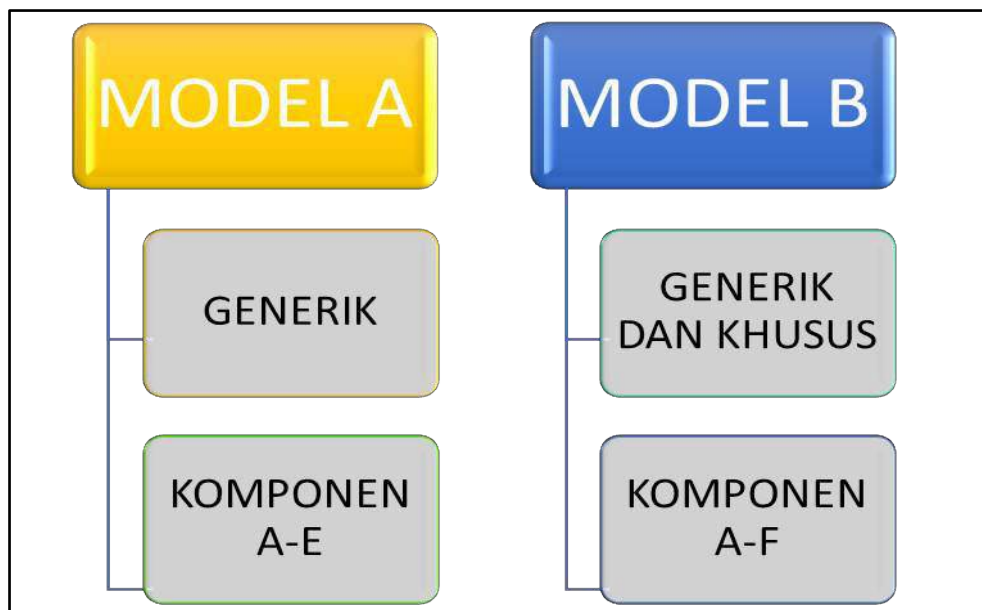 MODEL A
GENERIK
KOMPONEN
A-E
MODEL B
GENERIK
DAN KHUSUS
KOMPONEN
A-F